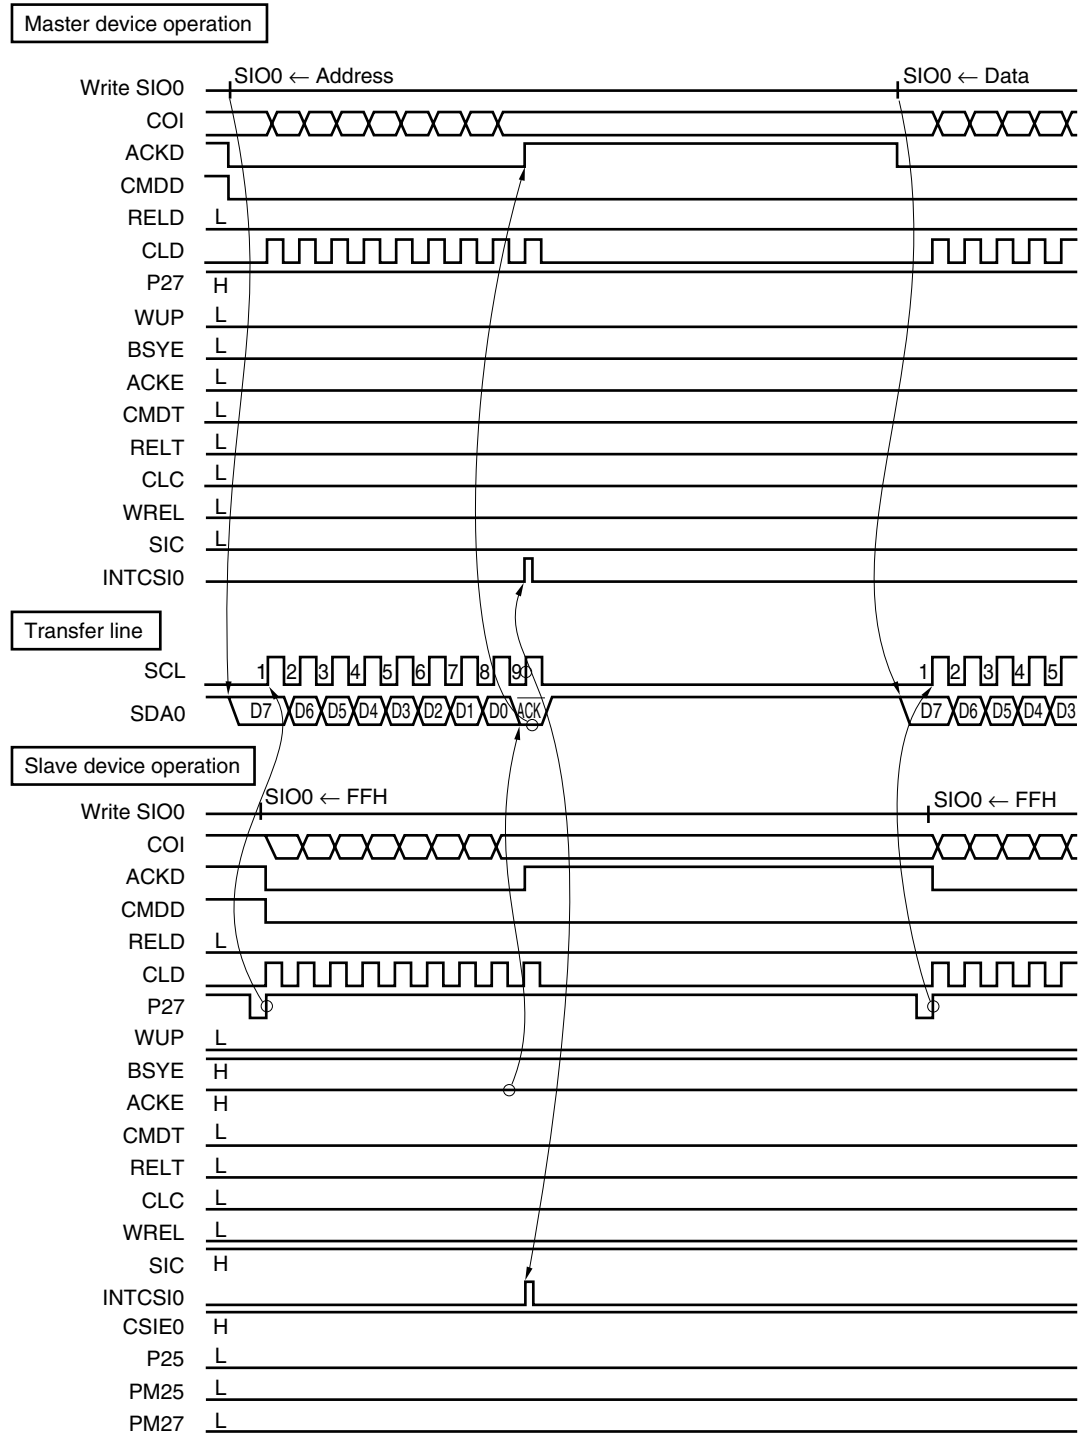 Master device operation
Write SIO0 SIO0 ← Address SIO0 ← Data
COI
ACKD
CMDD
RELD L
CLD
P27 H
WUP L
BSYE L
ACKE L
CMDT L
RELT L
CLC L
WREL L
SIC L
INTCSI0
Transfer line
SCL 1 2 3 4 5 6 7 8 9 1 2 3 4 5
SDA0 D7 D6 D5 D4 D3 D2 D1 D0 ACK D7 D6 D5 D4 D3
Slave device operation
Write SIO0 SIO0 ← FFH SIO0 ← FFH
COI
ACKD
CMDD
RELD L
CLD
P27
WUP L
BSYE H
ACKE H
CMDT L
RELT L
CLC L
WREL L
SIC H
INTCSI0
CSIE0 H
P25 L
PM25 L
PM27 L